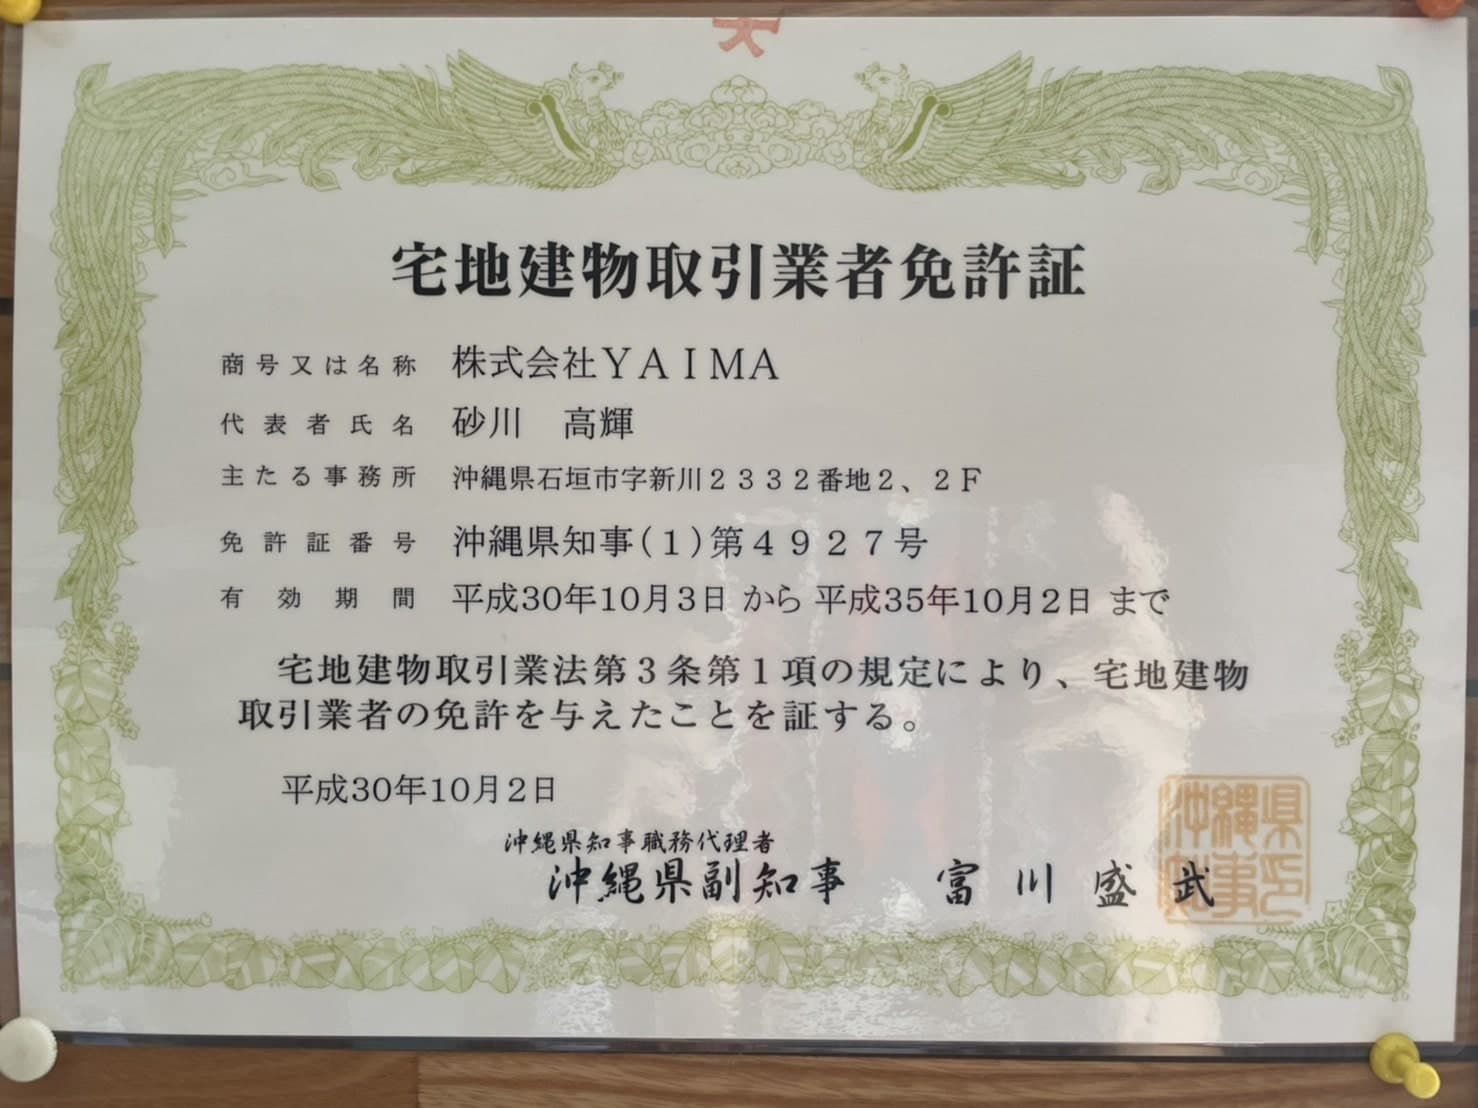 宅地建物取引業者免許証
商号又は名称 株式会社YAIMA
代表者氏名 砂川 高輝
主たる事務所 沖縄県石垣市字新川2332番地2、2F
免許証番号 沖縄県知事(1)第4927号
有効期間 平成30年10月3日 から 平成35年10月2日 まで
宅地建物取引業法第3条第1項の規定により、宅地建物
取引業者の免許を与えたことを証する。
平成30年10月2日
沖縄県知事職務代理者
沖縄県副知事 富川盛武
沖縄県知事之印